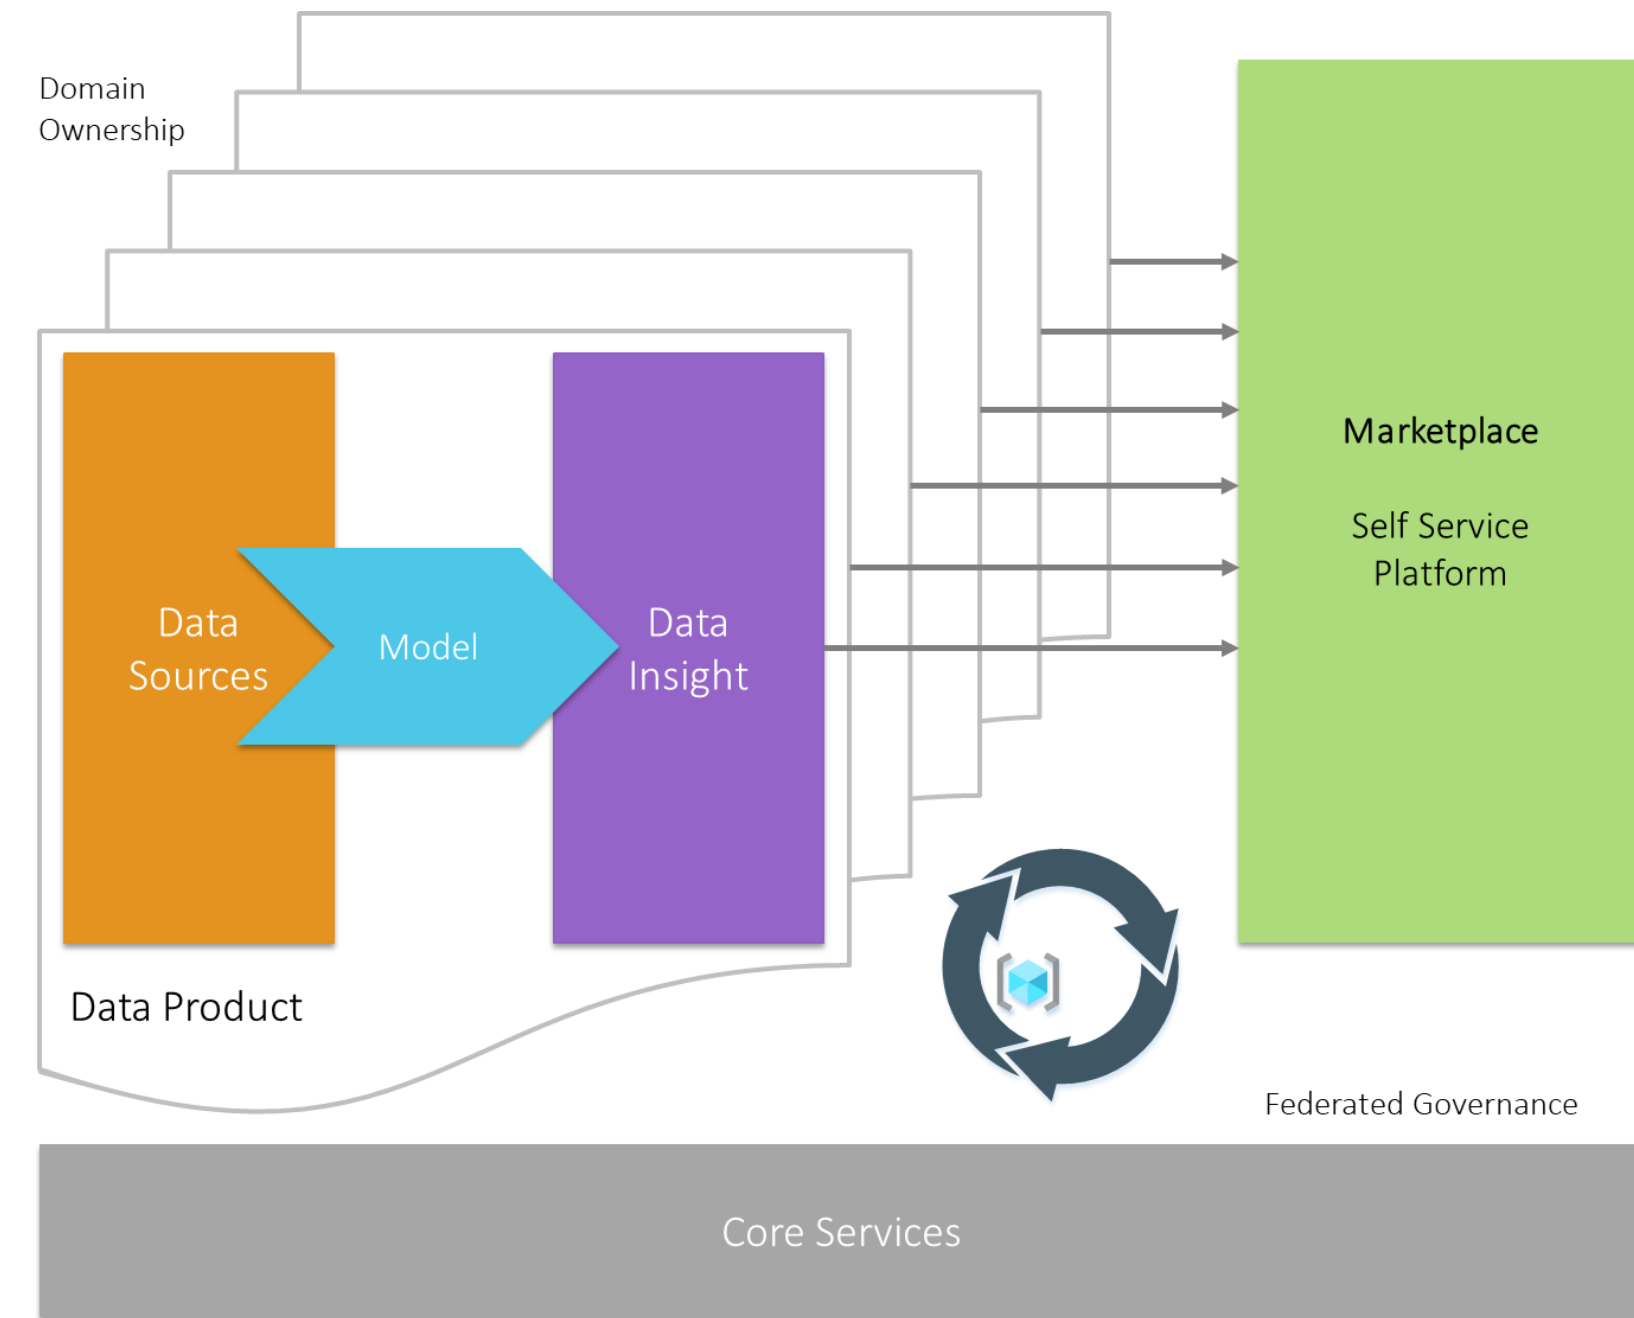 Domain
Ownership
Marketplace
Self Service
Platform
Data
Sources
Model
Data
Insight
Data Product
Federated Governance
Core Services